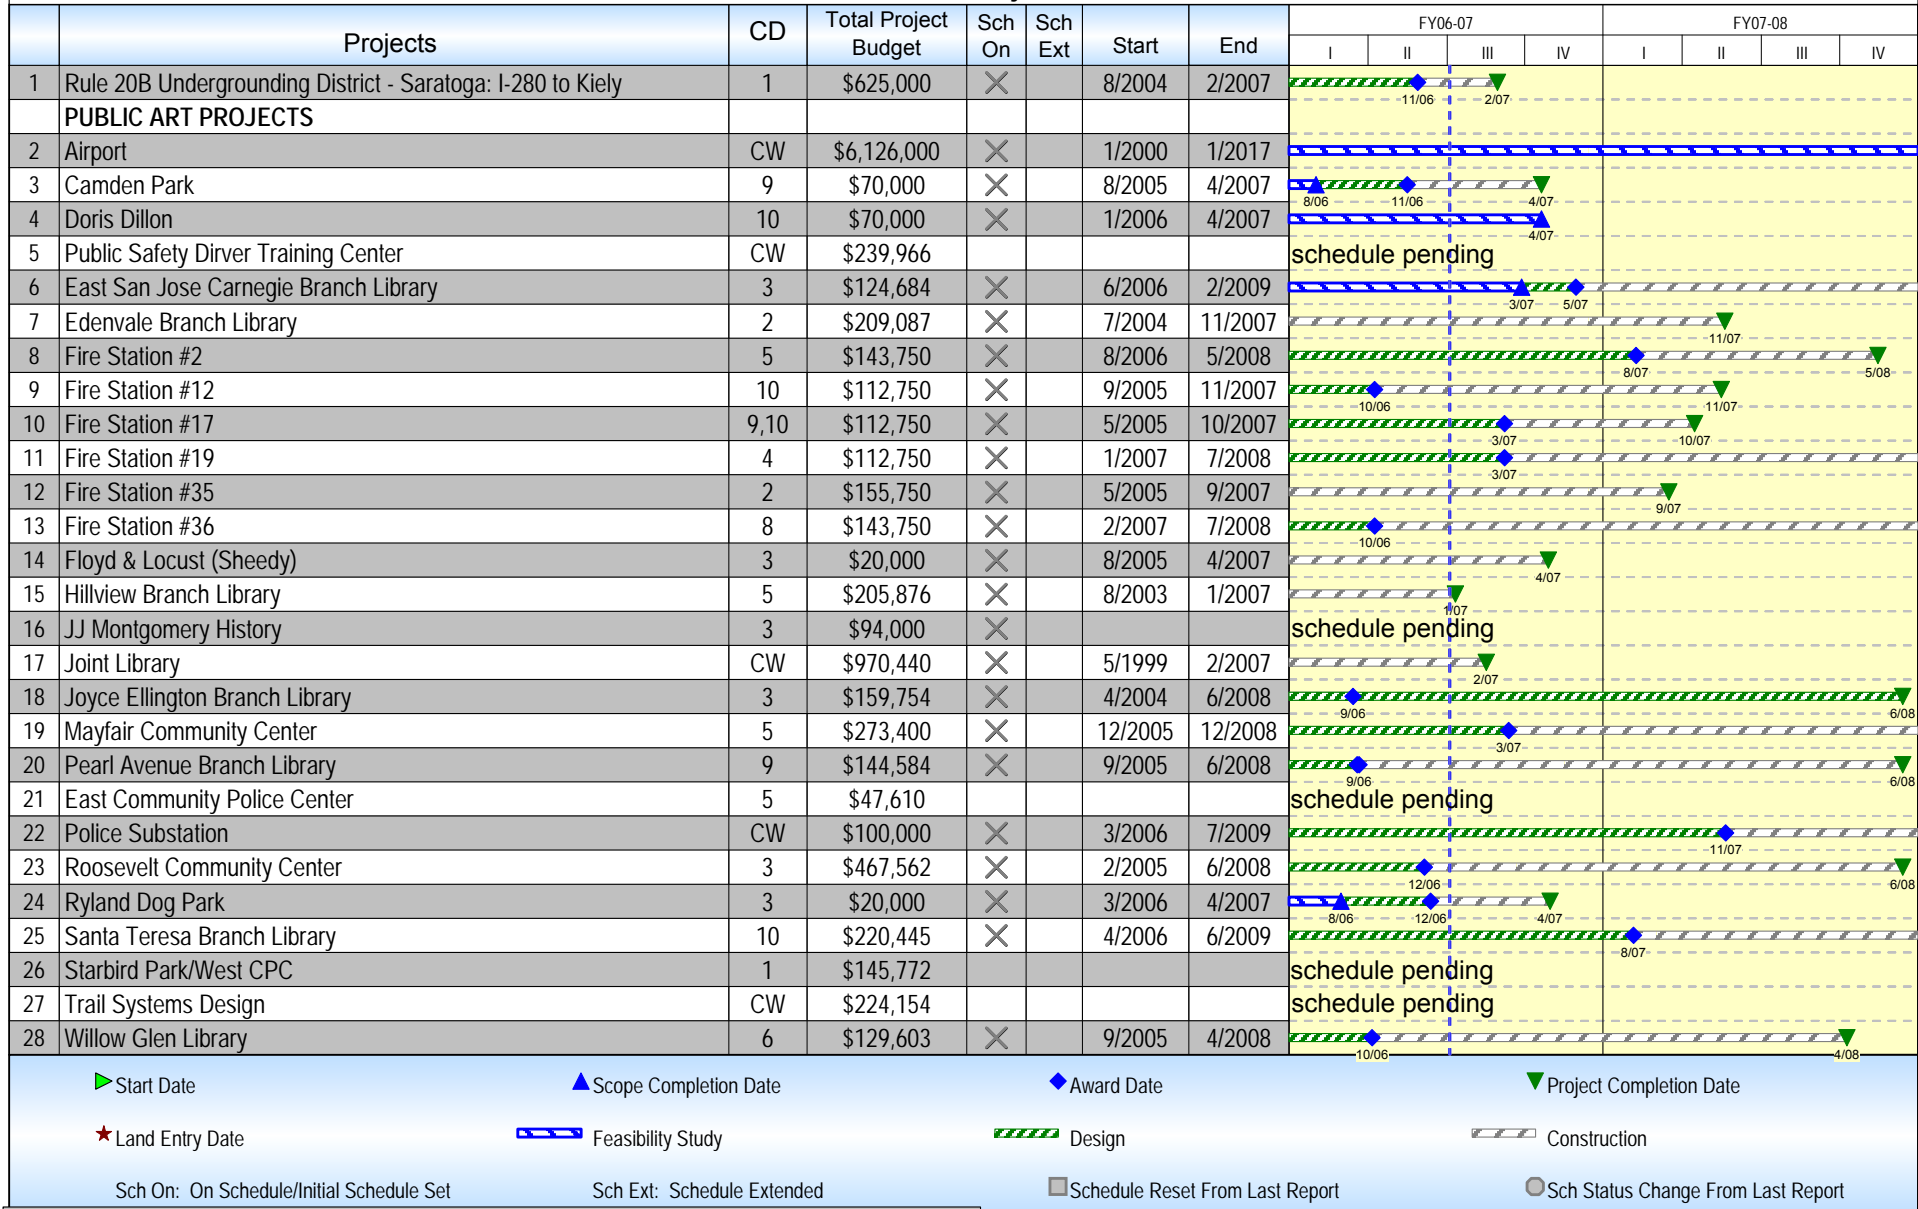 Projects CD Total Project Budget Sch On Sch Ext Start End FY06-07 FY07-08
I II III IV I II III IV
1 Rule 20B Undergrounding District - Saratoga: I-280 to Kiely 1 $625,000 8/2004 2/2007 11/06 2/07
PUBLIC ART PROJECTS
2 Airport CW $6,126,000 1/2000 1/2017
3 Camden Park 9 $70,000 8/2005 4/2007 8/06 11/06 4/07
4 Doris Dillon 10 $70,000 1/2006 4/2007 4/07
5 Public Safety Dirver Training Center CW $239,966 schedule pending
6 East San Jose Carnegie Branch Library 3 $124,684 6/2006 2/2009 3/07 5/07
7 Edenvale Branch Library 2 $209,087 7/2004 11/2007 11/07
8 Fire Station #2 5 $143,750 8/2006 5/2008 8/07 5/08
9 Fire Station #12 10 $112,750 9/2005 11/2007 10/06 11/07
10 Fire Station #17 9,10 $112,750 5/2005 10/2007 3/07 10/07
11 Fire Station #19 4 $112,750 1/2007 7/2008 3/07
12 Fire Station #35 2 $155,750 5/2005 9/2007 9/07
13 Fire Station #36 8 $143,750 2/2007 7/2008 10/06
14 Floyd & Locust (Sheedy) 3 $20,000 8/2005 4/2007 4/07
15 Hillview Branch Library 5 $205,876 8/2003 1/2007 1/07
16 JJ Montgomery History 3 $94,000 schedule pending
17 Joint Library CW $970,440 5/1999 2/2007 2/07
18 Joyce Ellington Branch Library 3 $159,754 4/2004 6/2008 9/06 6/08
19 Mayfair Community Center 5 $273,400 12/2005 12/2008 3/07
20 Pearl Avenue Branch Library 9 $144,584 9/2005 6/2008 9/06 6/08
21 East Community Police Center 5 $47,610 schedule pending
22 Police Substation CW $100,000 3/2006 7/2009 11/07
23 Roosevelt Community Center 3 $467,562 2/2005 6/2008 12/06 6/08
24 Ryland Dog Park 3 $20,000 3/2006 4/2007 8/06 12/06 4/07
25 Santa Teresa Branch Library 10 $220,445 4/2006 6/2009 8/07
26 Starbird Park/West CPC 1 $145,772 schedule pending
27 Trail Systems Design CW $224,154 schedule pending
28 Willow Glen Library 6 $129,603 9/2005 4/2008 10/06 4/08
Start Date Scope Completion Date Award Date Project Completion Date
Land Entry Date Feasibility Study Design Construction
Sch On: On Schedule/Initial Schedule Set Sch Ext: Schedule Extended Schedule Reset From Last Report Sch Status Change From Last Report